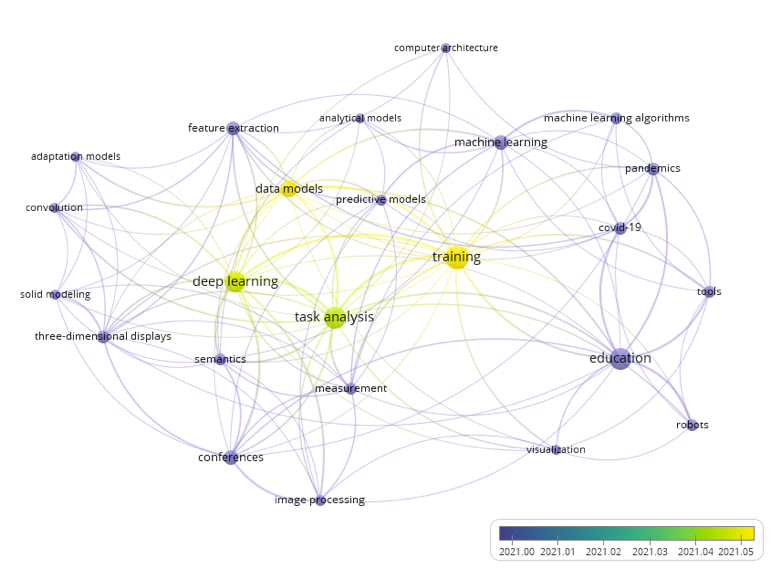 computer architecture
analytical models
machine learning algorithms
feature extraction
machine learning
adaptation models
pandemics
data models
predictive models
convolution
covid-19
training
deep learning
tools
solid modeling
task analysis
three-dimensional displays
semantics
education
measurement
robots
visualization
conferences
image processing
2021.00 2021.01 2021.02 2021.03 2021.04 2021.05